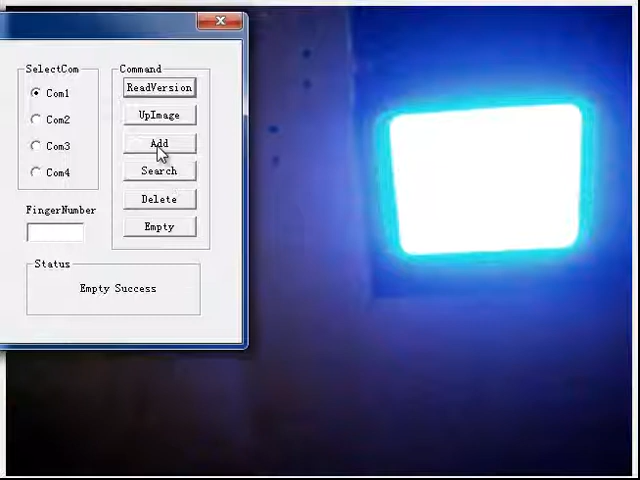 SelectCom
Com1
Com2
Com3
Com4
FingerNumber
Command
ReadVersion
UpImage
Add
Search
Delete
Empty
Status
Empty Success